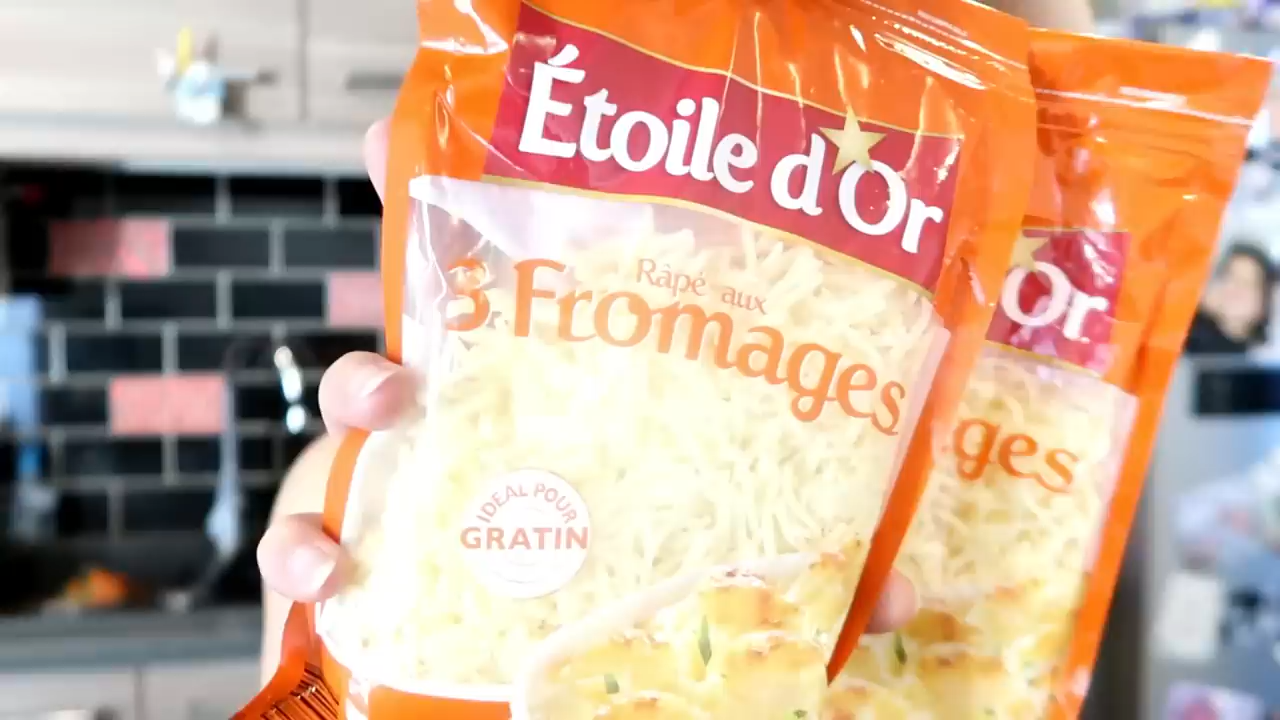 Étoile d'Or
Râpé aux
3 Fromages
IDEAL POUR
GRATIN
Or
ges